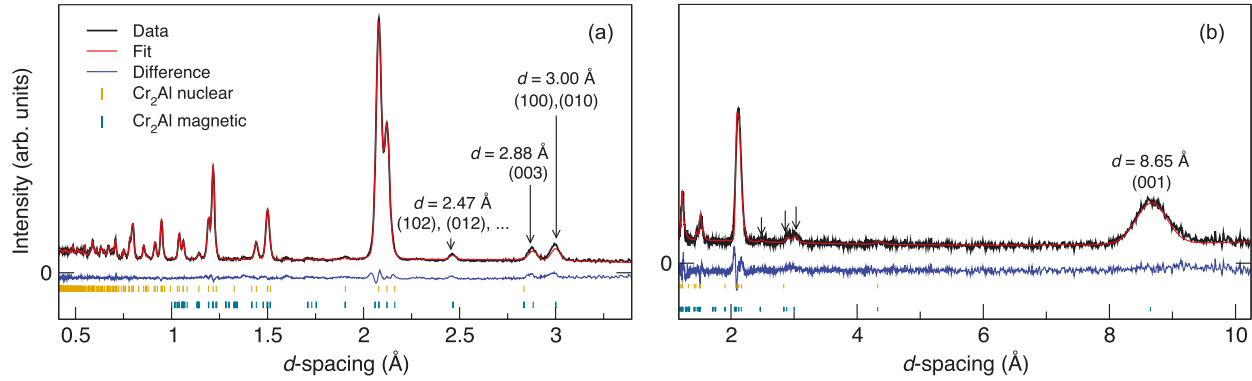 Data
Fit
Difference
Cr2Al nuclear
Cr2Al magnetic
(a)
d = 3.00 Å
(100),(010)
d = 2.88 Å
(003)
d = 2.47 Å
(102), (012), ...
Intensity (arb. units)
0
0.5 1 1.5 2 2.5 3
d-spacing (Å)
(b)
d = 8.65 Å
(001)
0
2 4 6 8 10
d-spacing (Å)